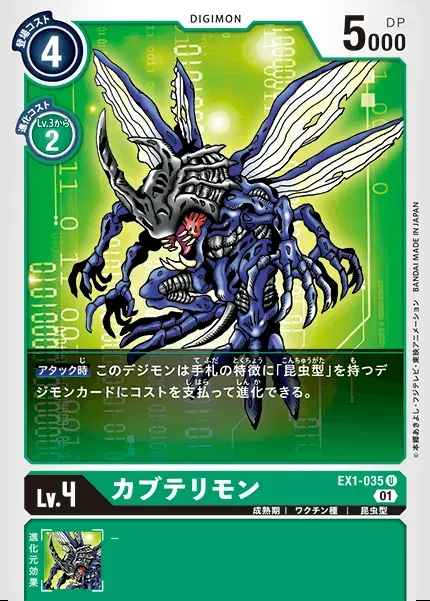 登場コスト
4
DIGIMON
DP
5000
進化コスト
Lv.3から
2
アタック時 このデジモンは手札の特徴に「昆虫型」を持つデ
ジモンカードにコストを支払って進化できる。
©本郷あきよし・フジテレビ・東映アニメーション BANDAI MADE IN JAPAN
Lv.4
カブテリモン
EX1-035 U
01
成熟期 | ワクチン種 | 昆虫型
進化元効果
ー